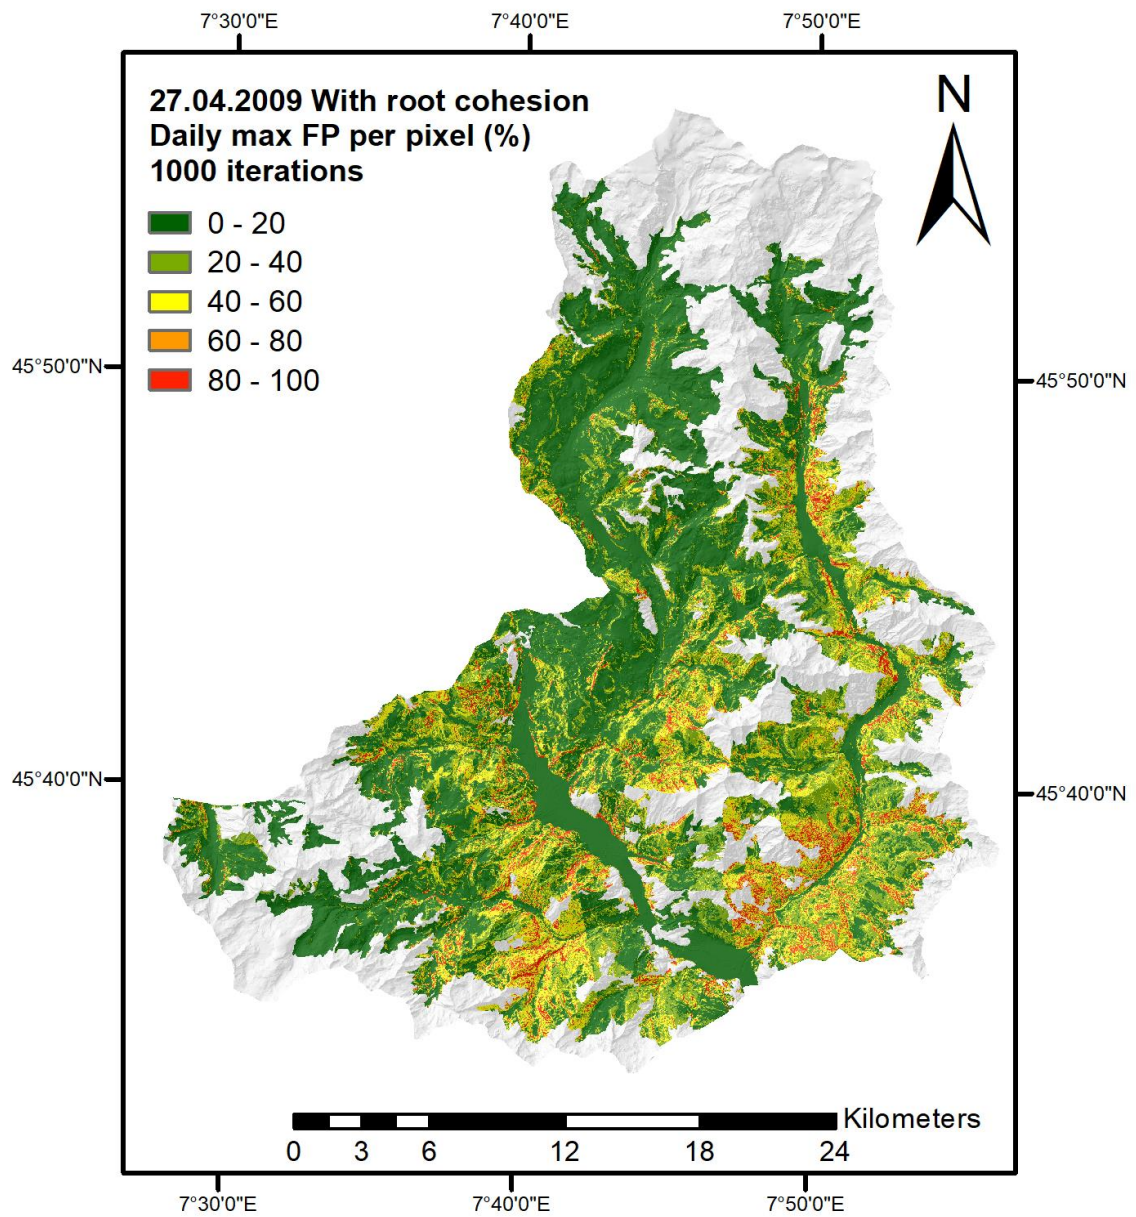 7°30'0"E 7°40'0"E 7°50'0"E
27.04.2009 With root cohesion
Daily max FP per pixel (%)
1000 iterations
N
0 - 20
20 - 40
40 - 60
60 - 80
80 - 100
45°50'0"N 45°50'0"N
45°40'0"N 45°40'0"N
Kilometers
0 3 6 12 18 24
7°30'0"E 7°40'0"E 7°50'0"E